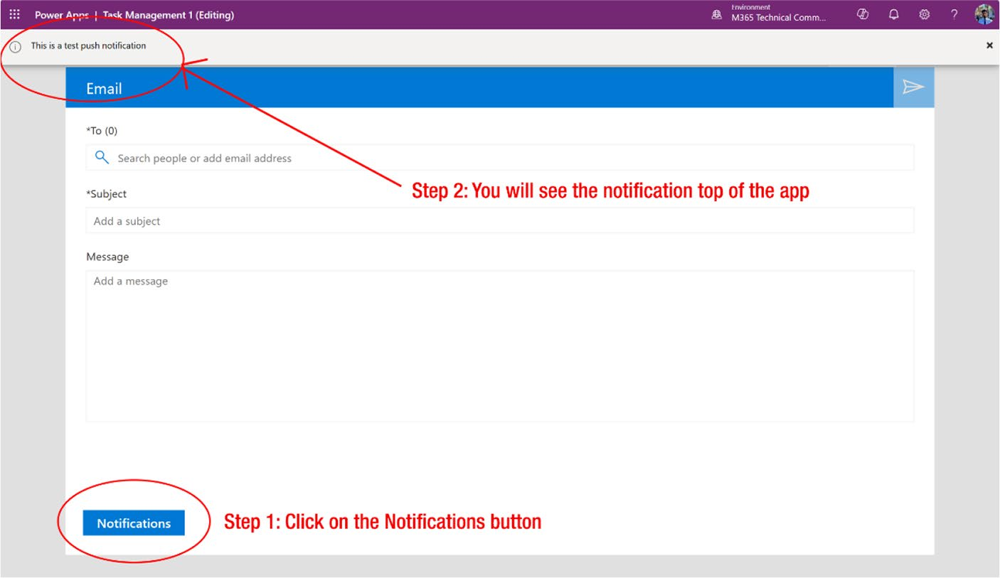 Power Apps | Task Management 1 (Editing)
Environment
M365 Technical Comm...
?
This is a test push notification
Email
*To (0)
Search people or add email address
Step 2: You will see the notification top of the app
*Subject
Add a subject
Message
Add a message
Notifications
Step 1: Click on the Notifications button